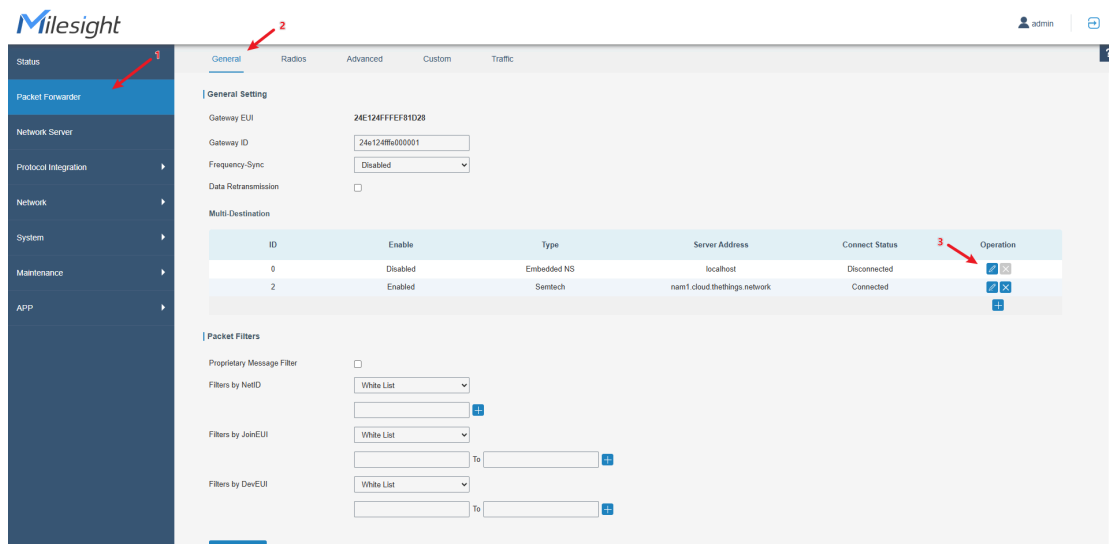 Milesight
admin
1
2
Status
Packet Forwarder
Network Server
Protocol Integration
Network
System
Maintenance
APP
General Radios Advanced Custom Traffic
?
General Setting
Gateway EUI 24E124FFFEF81D28
Gateway ID 24e124fffe000001
Frequency-Sync Disabled
Data Retransmission
Multi-Destination
ID Enable Type Server Address Connect Status Operation
3
0 Disabled Embedded NS localhost Disconnected
2 Enabled Semtech nam1.cloud.thethings.network Connected
Packet Filters
Proprietary Message Filter
Filters by NetID White List
Filters by JoinEUI White List
To
Filters by DevEUI White List
To